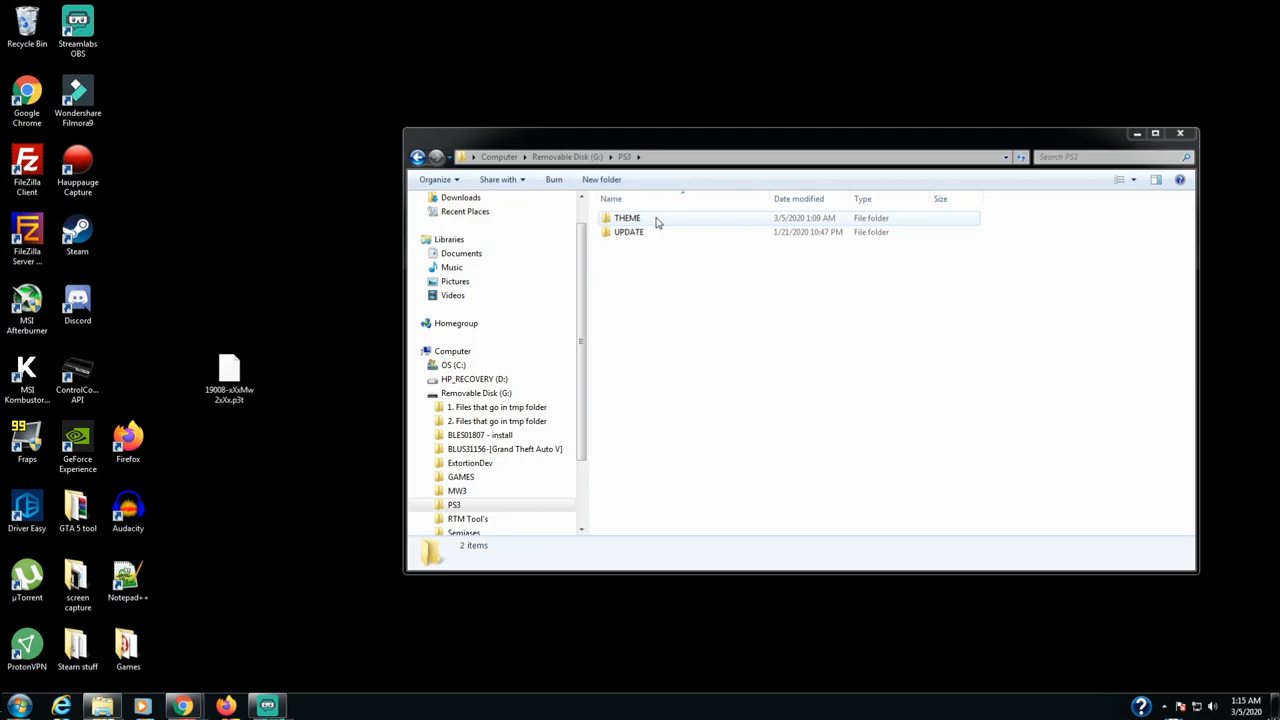 Recycle Bin
Streamlabs
OBS
Google
Chrome
Wondershare
Filmora9
FileZilla
Client
Hauppauge
Capture
FileZilla
Server ...
Steam
MSI
Afterburner
Discord
MSI
Kombustor...
ControlCo...
API
99
Fraps
GeForce
Experience
Firefox
Driver Easy
GTA 5 tool
Audacity
µTorrent
screen
capture
Notepad++
ProtonVPN
Steam stuff
Games
19008-xXxMw
2xXx.p3t
Computer Removable Disk (G:) PS3
Search PS3
Organize Share with Burn New folder
Downloads
Recent Places
Libraries
Documents
Music
Pictures
Videos
Homegroup
Computer
OS (C:)
HP_RECOVERY (D:)
Removable Disk (G:)
1. Files that go in tmp folder
2. Files that go in tmp folder
BLES01807 - install
BLUS31156-[Grand Theft Auto V]
ExtortionDev
GAMES
MW3
PS3
RTM Tool's
Semjases
Name Date modified Type Size
THEME 3/5/2020 1:09 AM File folder
UPDATE 1/21/2020 10:47 PM File folder
2 items
1:15 AM
3/5/2020